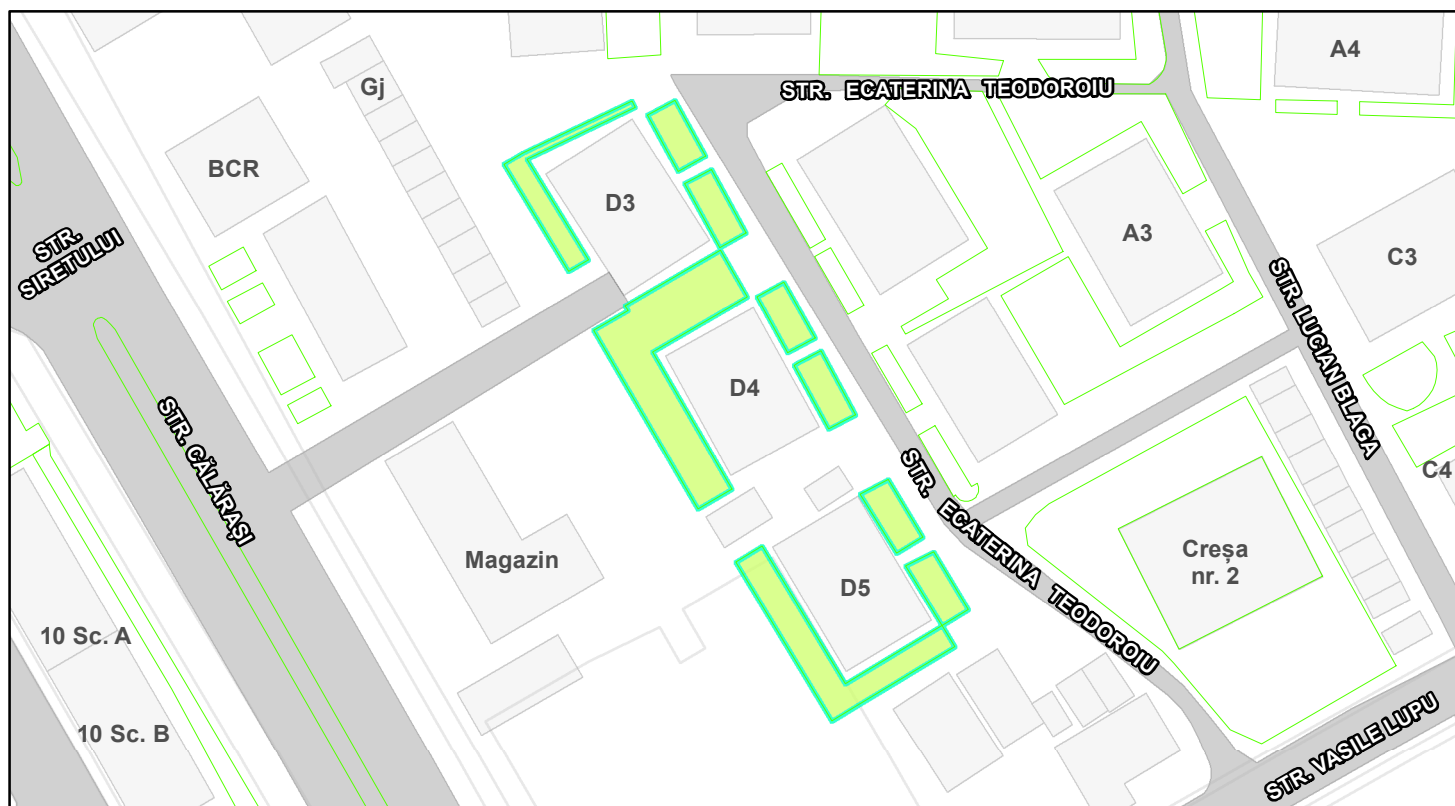 A4
Gj
STR. ECATERINA TEODOROIU
BCR
D3
A3
STR.
SIRETULUI
C3
STR. LUCIAN BLAGA
D4
STR. CĂLĂRAȘI
C4
STR. ECATERINA TEODOROIU
Magazin
Creșa
nr. 2
D5
10 Sc. A
10 Sc. B
STR. VASILE LUPU